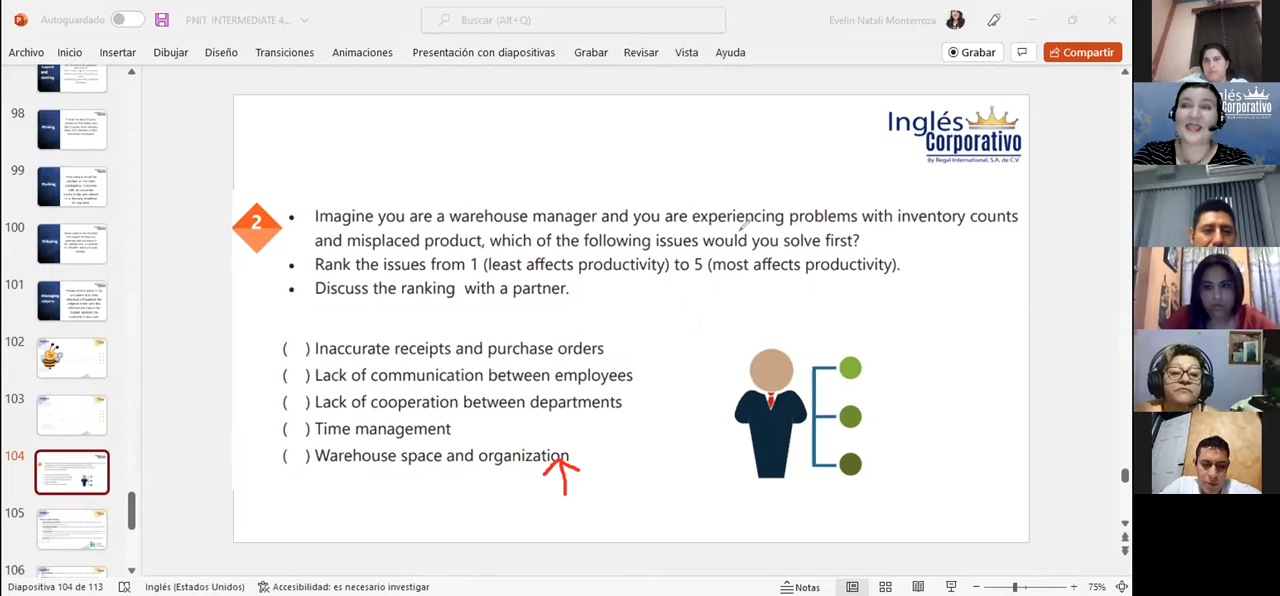 Autoguardado
PNIT_INTERMEDIATE 4...
Buscar (Alt+Q)
Evelin Natali Monterroza
Archivo Inicio Insertar Dibujar Diseño Transiciones Animaciones Presentación con diapositivas Grabar Revisar Vista Ayuda
Grabar
Compartir
98
99
100
101
102
103
104
105
106
Inglés
Corporativo
By Regal International, S.A. de C.V.
2
• Imagine you are a warehouse manager and you are experiencing problems with inventory counts
and misplaced product, which of the following issues would you solve first?
• Rank the issues from 1 (least affects productivity) to 5 (most affects productivity).
• Discuss the ranking with a partner.
( ) Inaccurate receipts and purchase orders
( ) Lack of communication between employees
( ) Lack of cooperation between departments
( ) Time management
( ) Warehouse space and organization
Inglés
Corporativo
Diapositiva 104 de 113
Inglés (Estados Unidos)
Accesibilidad: es necesario investigar
Notas
75%